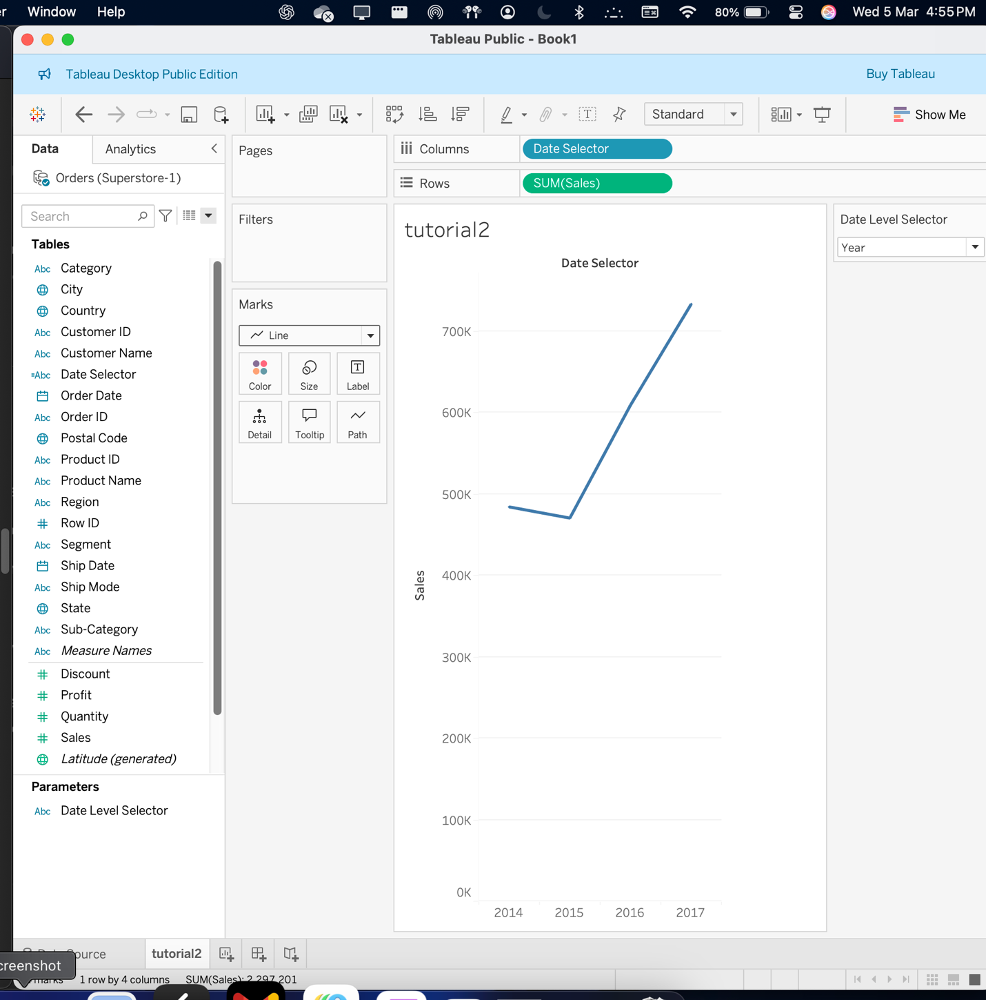 Window Help 80% Wed 5 Mar 4:55 PM
Tableau Public - Book1
Tableau Desktop Public Edition Buy Tableau
Standard Show Me
Data Analytics
Orders (Superstore-1)
Search
Tables
Abc Category
City
Country
Abc Customer ID
Abc Customer Name
=Abc Date Selector
Order Date
Abc Order ID
Postal Code
Abc Product ID
Abc Product Name
Abc Region
# Row ID
Abc Segment
Ship Date
Abc Ship Mode
State
Abc Sub-Category
Abc Measure Names
# Discount
# Profit
# Quantity
# Sales
Latitude (generated)
Parameters
Abc Date Level Selector
Pages
Filters
Marks
Line
Color Size Label
Detail Tooltip Path
Columns Date Selector
Rows SUM(Sales)
tutorial2
Date Selector
700K
600K
500K
400K
300K
200K
100K
0K
Sales
2014 2015 2016 2017
Date Level Selector
Year
tutorial2
creenshot
marks 1 row by 4 columns SUM(Sales): 2,297,201